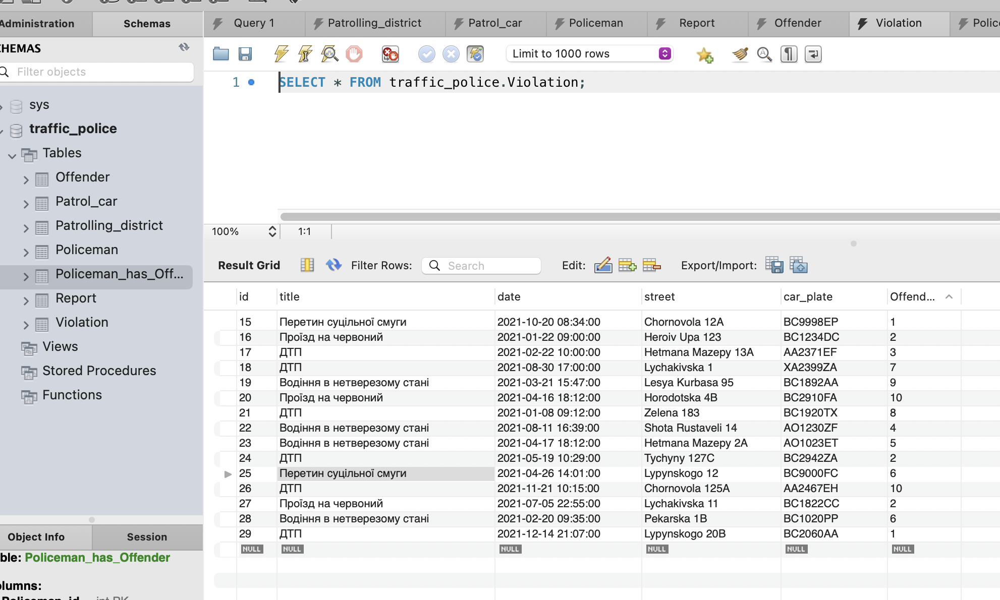 Administration
Schemas
Query 1
Patrolling_district
Patrol_car
Policeman
Report
Offender
Violation
Polic
CHEMAS
Filter objects
Limit to 1000 rows
1
SELECT * FROM traffic_police.Violation;
sys
traffic_police
Tables
Offender
Patrol_car
Patrolling_district
Policeman
Policeman_has_Off...
Report
Violation
Views
Stored Procedures
Functions
100%
1:1
Result Grid
Filter Rows:
Search
Edit:
Export/Import:
id title date street car_plate Offend...
15 Перетин суцільної смуги 2021-10-20 08:34:00 Chornovola 12A BC9998EP 1
16 Проїзд на червоний 2021-01-22 09:00:00 Heroiv Upa 123 BC1234DC 2
17 ДТП 2021-02-22 10:00:00 Hetmana Mazepy 13A AA2371EF 3
18 ДТП 2021-08-30 17:00:00 Lychakivska 1 XA2399ZA 7
19 Водіння в нетверезому стані 2021-03-21 15:47:00 Lesya Kurbasa 95 BC1892AA 9
20 Проїзд на червоний 2021-04-16 18:12:00 Horodotska 4B BC2910FA 10
21 ДТП 2021-01-08 09:12:00 Zelena 183 BC1920TX 8
22 Водіння в нетверезому стані 2021-08-11 16:39:00 Shota Rustaveli 14 AO1230ZF 4
23 Водіння в нетверезому стані 2021-04-17 18:12:00 Hetmana Mazepy 2A AO1023ET 5
24 ДТП 2021-05-19 10:29:00 Tychyny 127C BC2942ZA 2
25 Перетин суцільної смуги 2021-04-26 14:01:00 Lypynskogo 12 BC9000FC 6
26 ДТП 2021-11-21 10:15:00 Chornovola 125A AA2467EH 10
27 Проїзд на червоний 2021-07-05 22:55:00 Lychakivska 11 BC1822CC 2
28 Водіння в нетверезому стані 2021-02-20 09:35:00 Pekarska 1B BC1020PP 6
29 ДТП 2021-12-14 21:07:00 Lypynskogo 20B BC2060AA 1
NULL NULL NULL NULL NULL NULL
Object Info
Session
ble: Policeman_has_Offender
olumns:
Policeman_id int PK